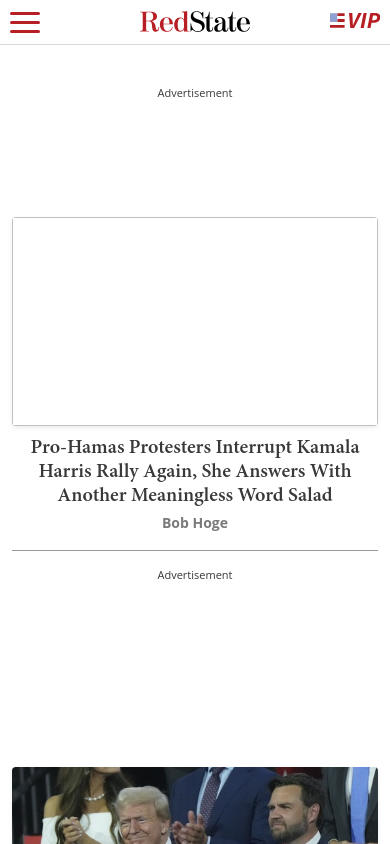 RedState
VIP
Advertisement
Pro-Hamas Protesters Interrupt Kamala
Harris Rally Again, She Answers With
Another Meaningless Word Salad
Bob Hoge
Advertisement